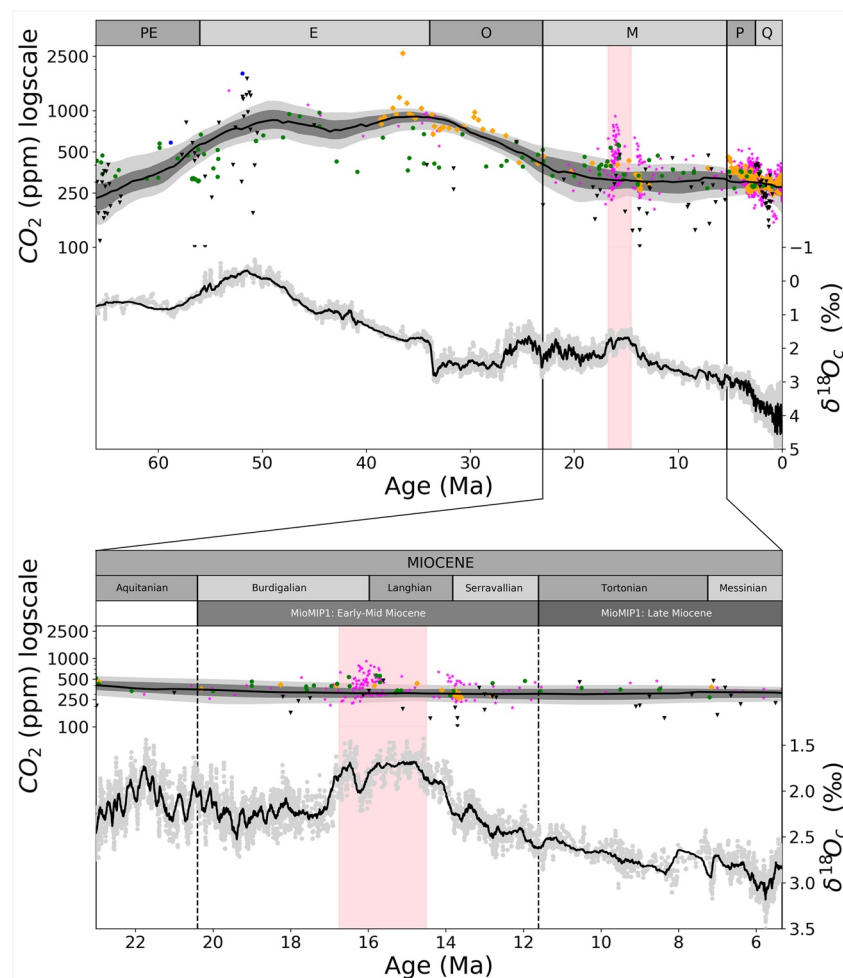 PE E O M P Q
2500
1000
500
250
100
CO2 (ppm) logscale
−1
0
1
2
3
4
5
δ18Oc (‰)
60 50 40 30 20 10 0
Age (Ma)
MIOCENE
Aquitanian Burdigalian Langhian Serravallian Tortonian Messinian
MioMIP1: Early-Mid Miocene MioMIP1: Late Miocene
2500
1000
500
250
100
CO2 (ppm) logscale
1.5
2.0
2.5
3.0
3.5
δ18Oc (‰)
22 20 18 16 14 12 10 8 6
Age (Ma)